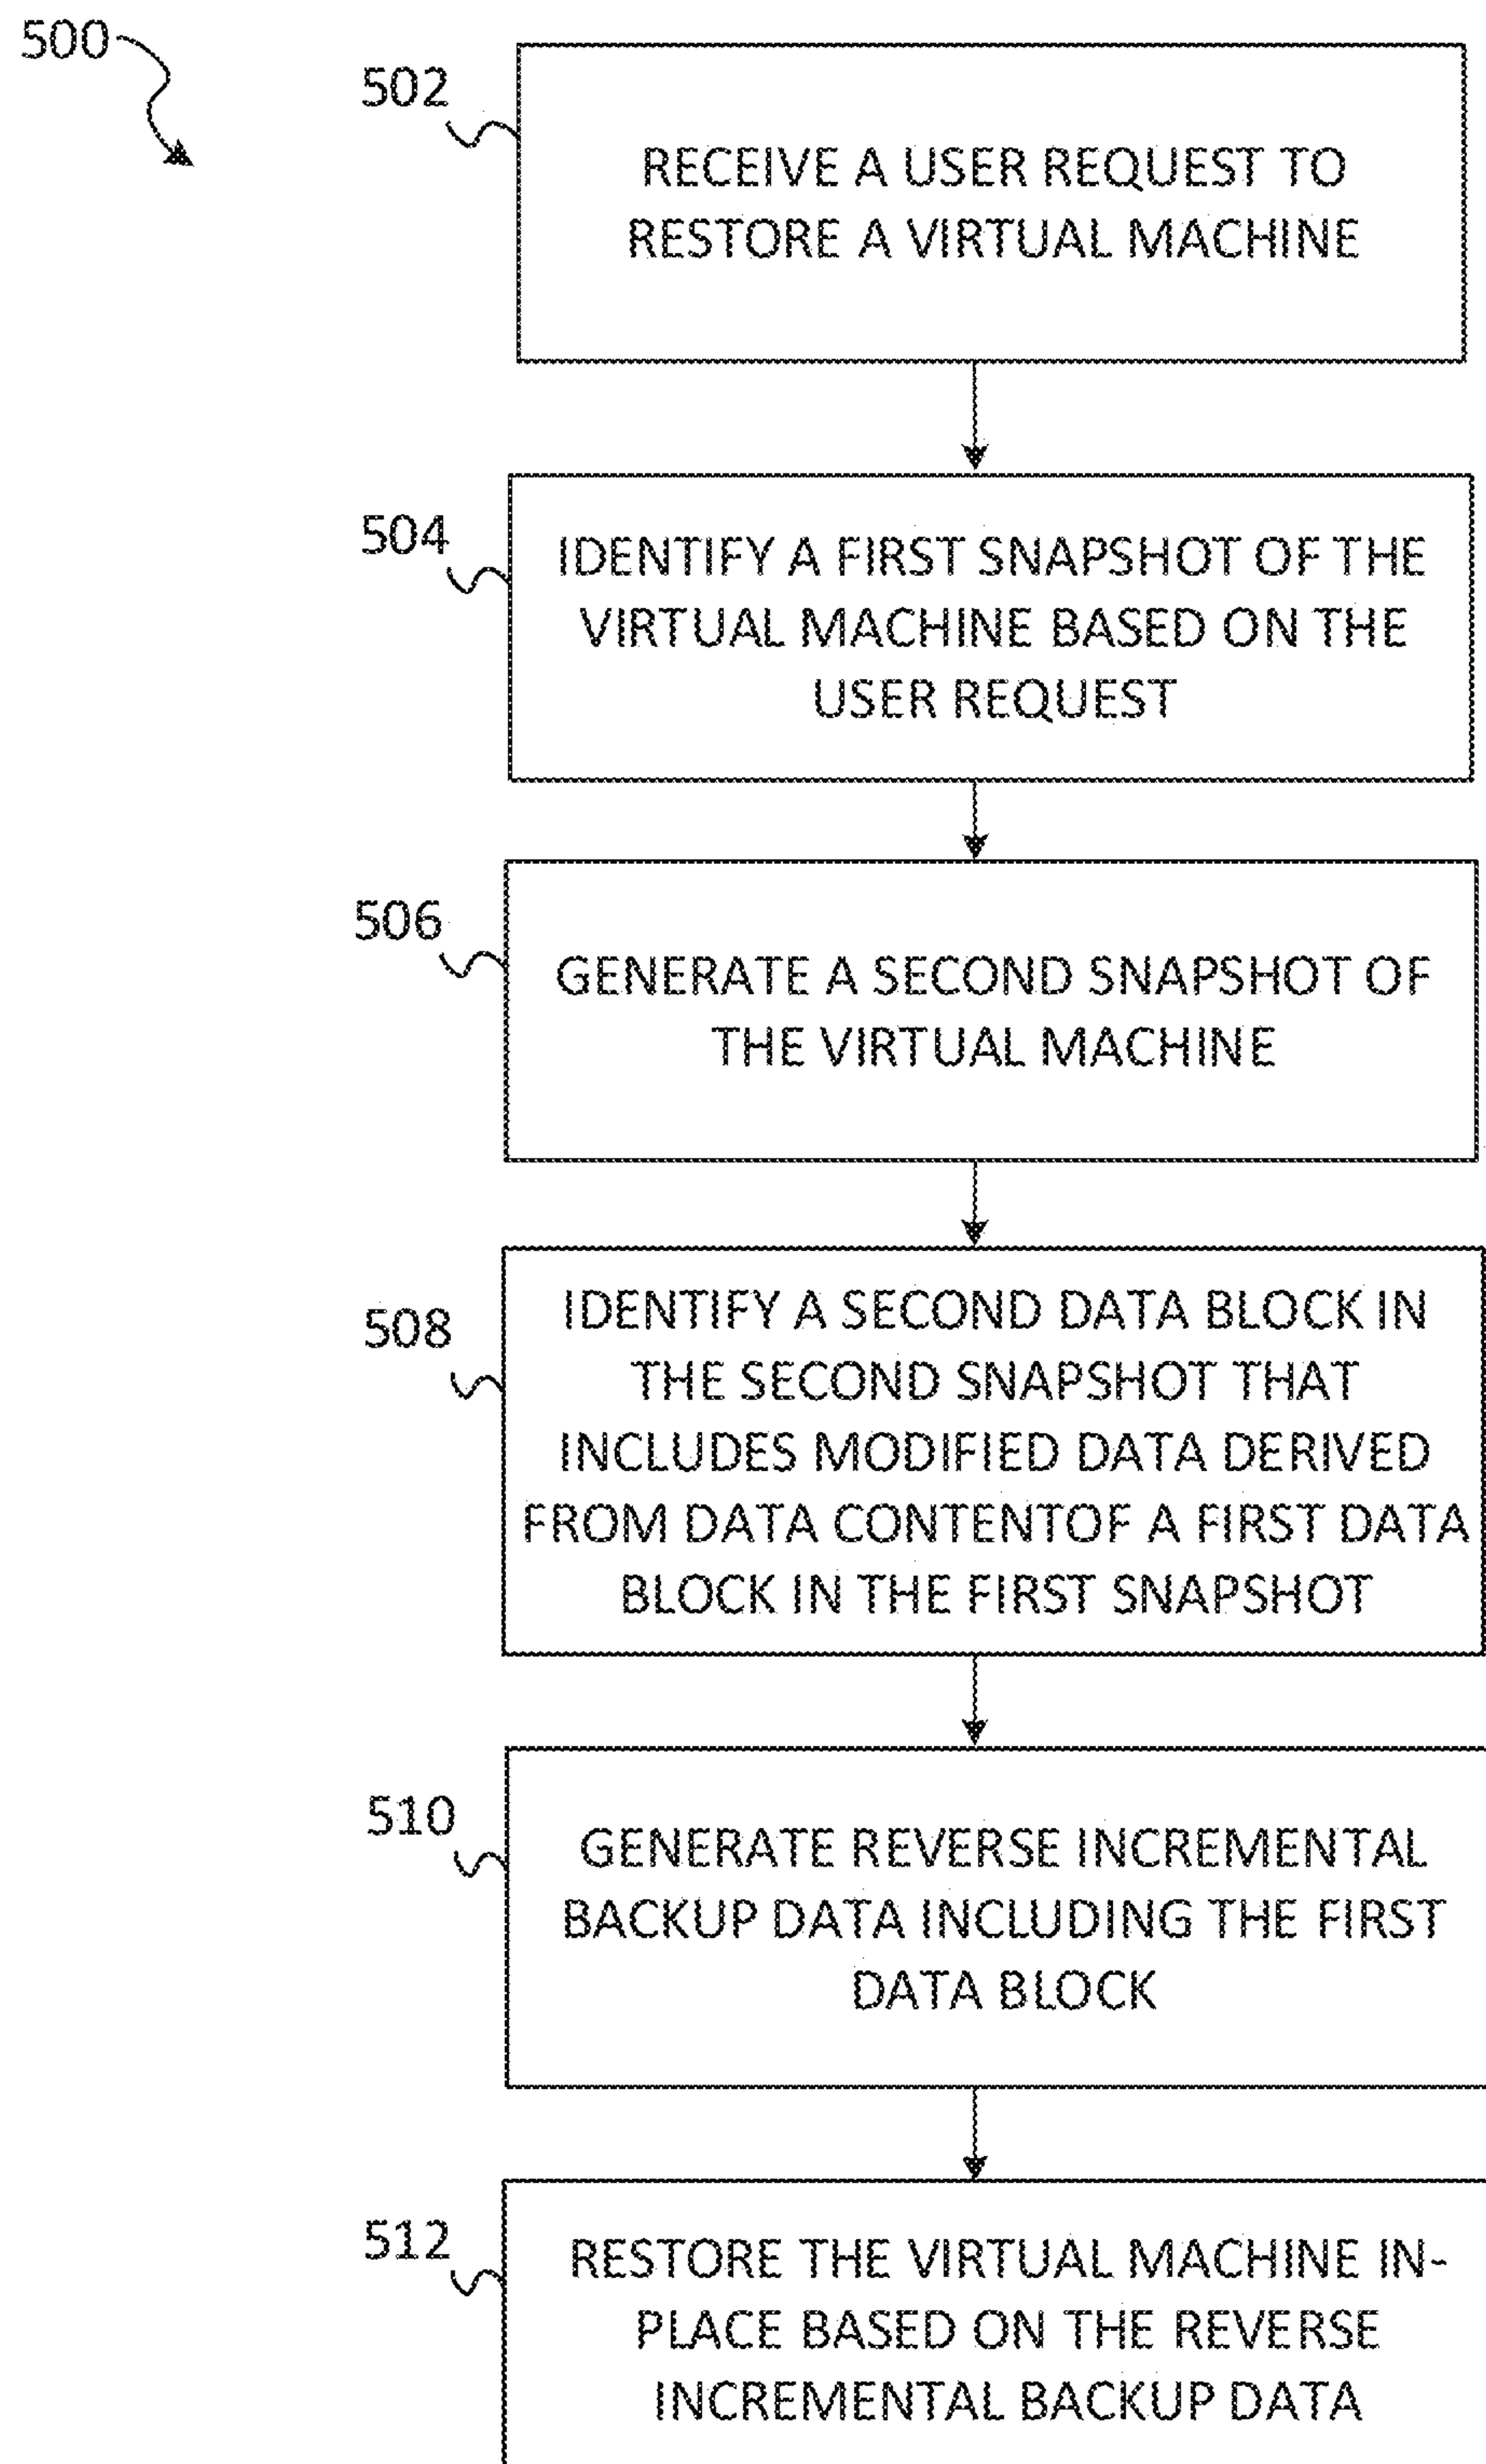 500
502
RECEIVE A USER REQUEST TO
RESTORE A VIRTUAL MACHINE
504
IDENTIFY A FIRST SNAPSHOT OF THE
VIRTUAL MACHINE BASED ON THE
USER REQUEST
506
GENERATE A SECOND SNAPSHOT OF
THE VIRTUAL MACHINE
508
IDENTIFY A SECOND DATA BLOCK IN
THE SECOND SNAPSHOT THAT
INCLUDES MODIFIED DATA DERIVED
FROM DATA CONTENTOF A FIRST DATA
BLOCK IN THE FIRST SNAPSHOT
510
GENERATE REVERSE INCREMENTAL
BACKUP DATA INCLUDING THE FIRST
DATA BLOCK
512
RESTORE THE VIRTUAL MACHINE IN-
PLACE BASED ON THE REVERSE
INCREMENTAL BACKUP DATA